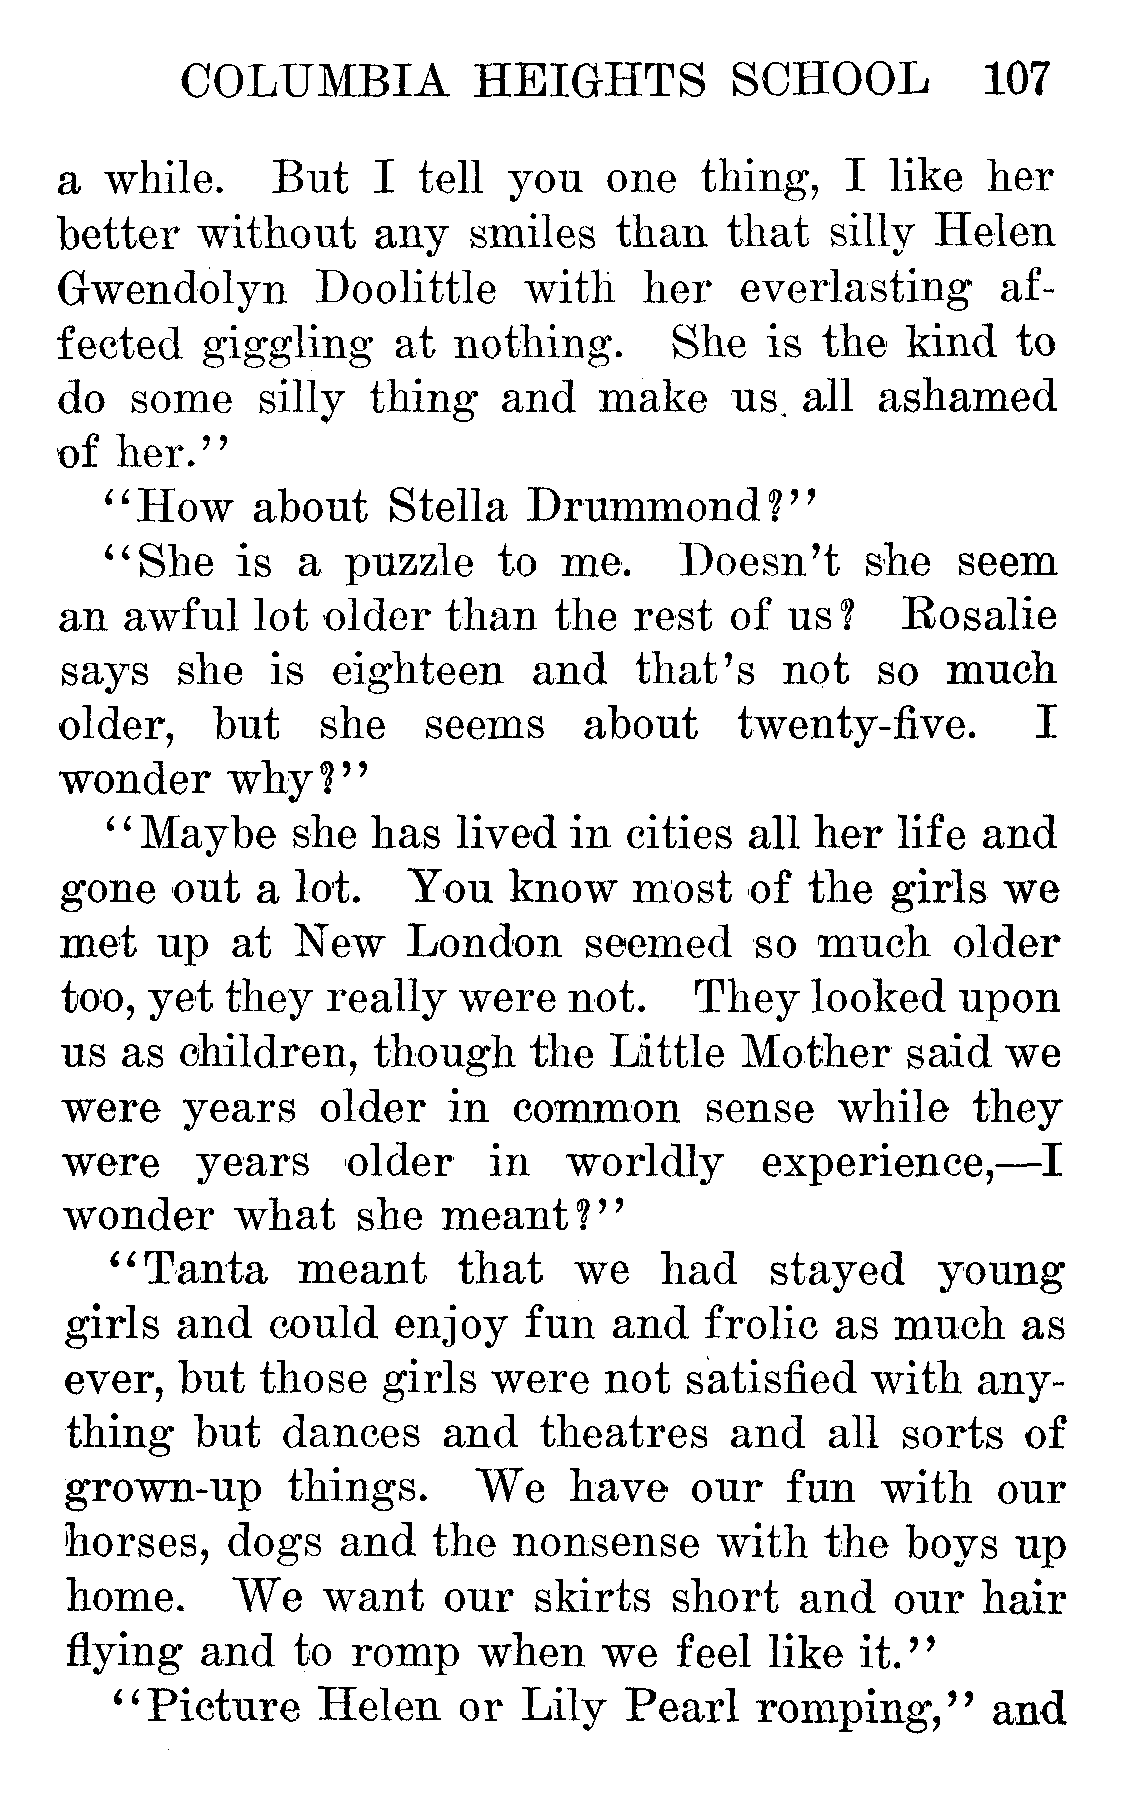 COLUMBIA HEIGHTS SCHOOL 107
a while. But I tell you one thing, I like her
better without any smiles than that silly Helen
Gwendolyn Doolittle with her everlasting af-
fected giggling at nothing. She is the kind to
do some silly thing and make us all ashamed
of her."
"How about Stella Drummond?"
"She is a puzzle to me. Doesn't she seem
an awful lot older than the rest of us? Rosalie
says she is eighteen and that's not so much
older, but she seems about twenty-five. I
wonder why?"
"Maybe she has lived in cities all her life and
gone out a lot. You know most of the girls we
met up at New London seemed so much older
too, yet they really were not. They looked upon
us as children, though the Little Mother said we
were years older in common sense while they
were years older in worldly experience,—I
wonder what she meant?"
"Tanta meant that we had stayed young
girls and could enjoy fun and frolic as much as
ever, but those girls were not satisfied with any-
thing but dances and theatres and all sorts of
grown-up things. We have our fun with our
horses, dogs and the nonsense with the boys up
home. We want our skirts short and our hair
flying and to romp when we feel like it."
"Picture Helen or Lily Pearl romping," and